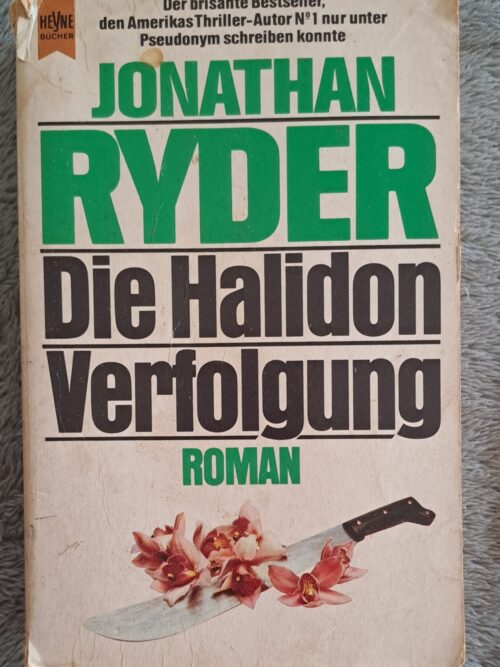 HEYNE
BÜCHER
Der brisante Bestseller,
den Amerikas Thriller-Autor Nº1 nur unter
Pseudonym schreiben konnte
JONATHAN
RYDER
Die Halidon
Verfolgung
ROMAN